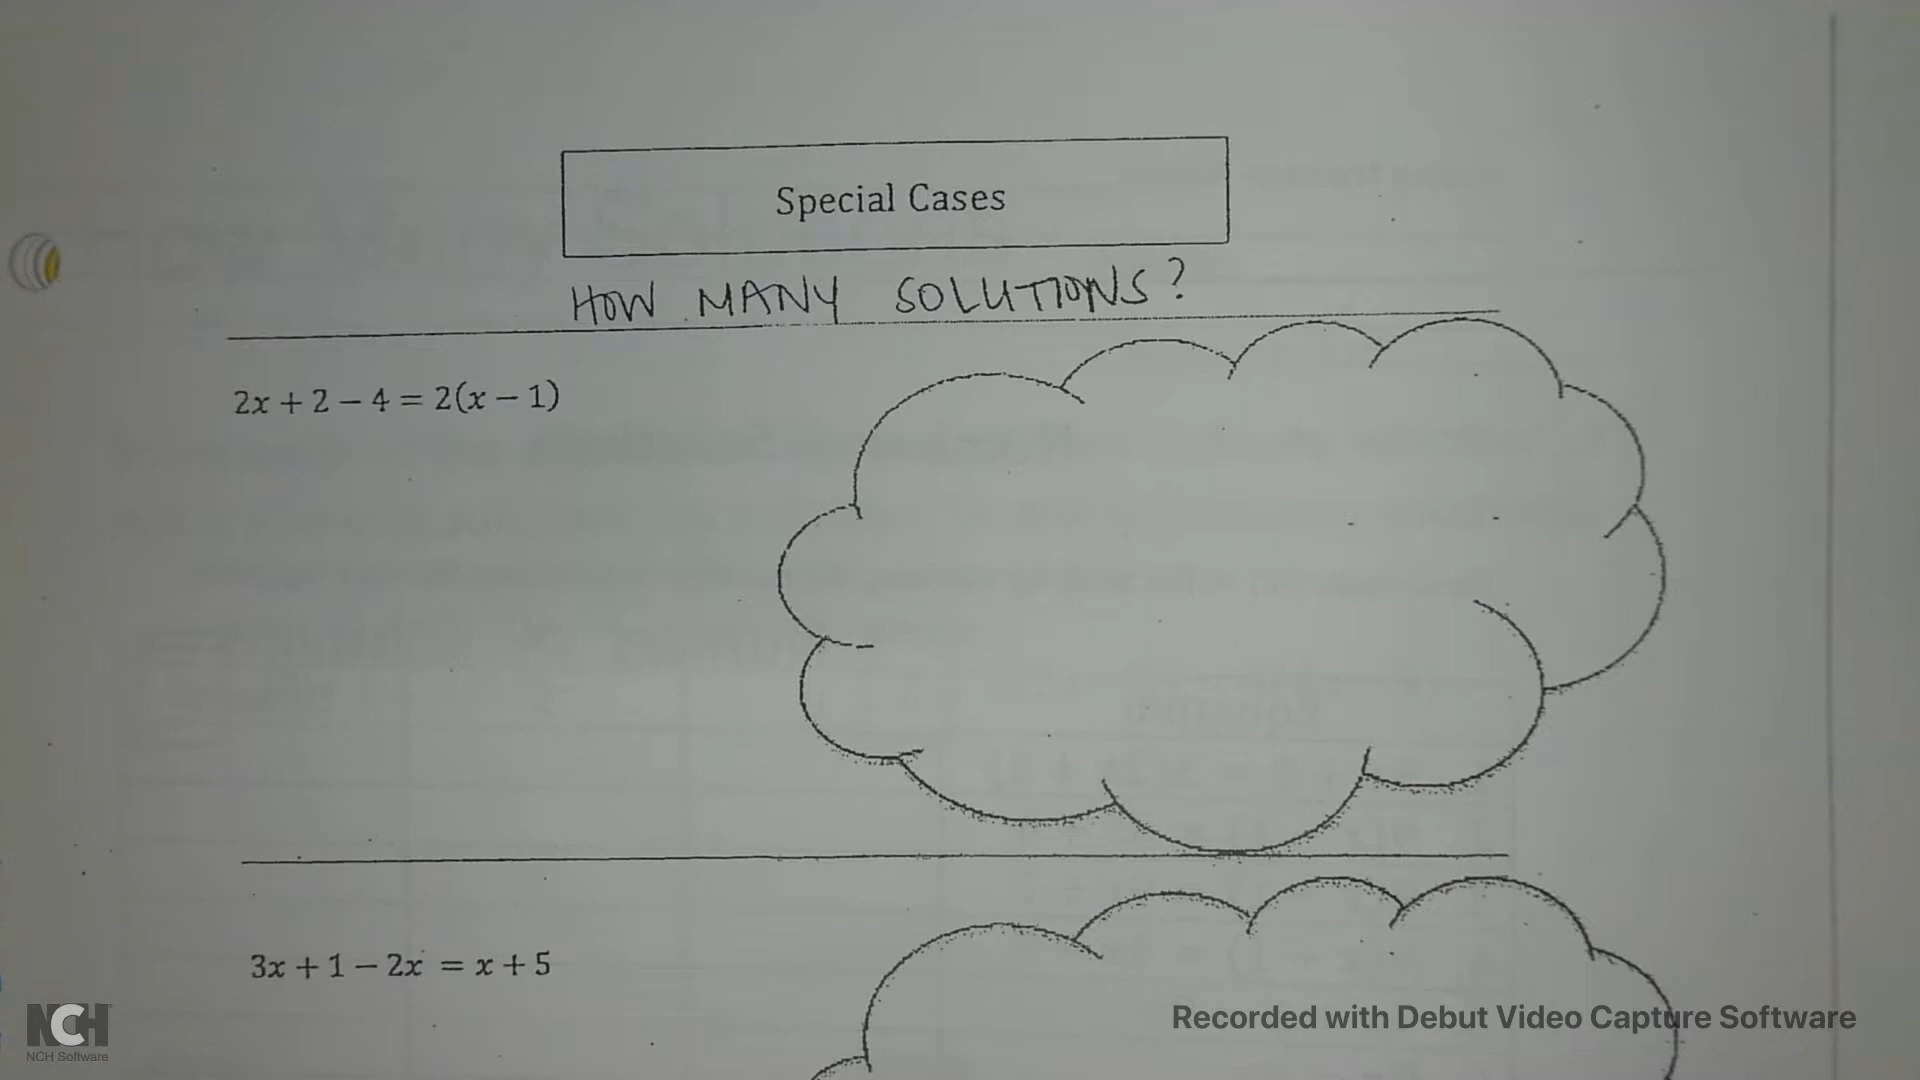 Special Cases
HOW MANY SOLUTIONS?
2x + 2 − 4 = 2(x − 1)
3x + 1 − 2x = x + 5
NCH
NCH Software
Recorded with Debut Video Capture Software